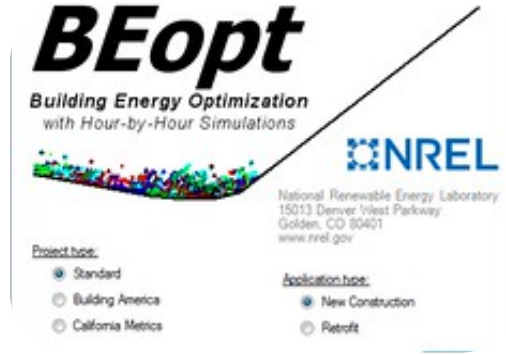 BEopt
Building Energy Optimization
with Hour-by-Hour Simulations
NREL
National Renewable Energy Laboratory
15013 Denver West Parkway
Golden, CO 80401
www.nrel.gov
Project type:
Standard
Building America
California Metrics
Application type:
New Construction
Retrofit